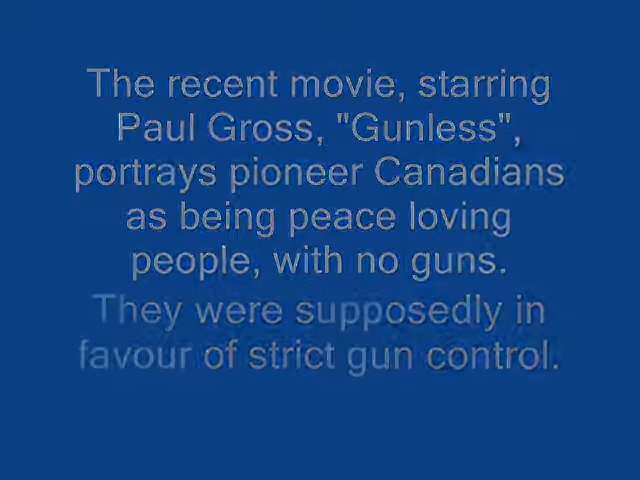 The recent movie, starring
Paul Gross, "Gunless",
portrays pioneer Canadians
as being peace loving
people, with no guns.
They were supposedly in
favour of strict gun control.